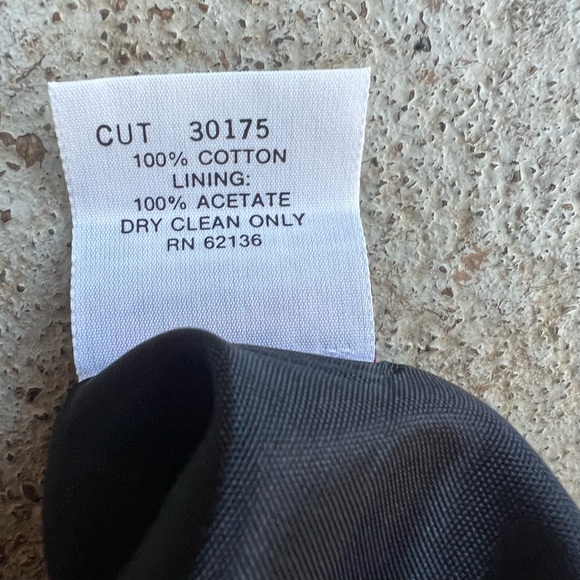 CUT 30175
100% COTTON
LINING:
100% ACETATE
DRY CLEAN ONLY
RN 62136